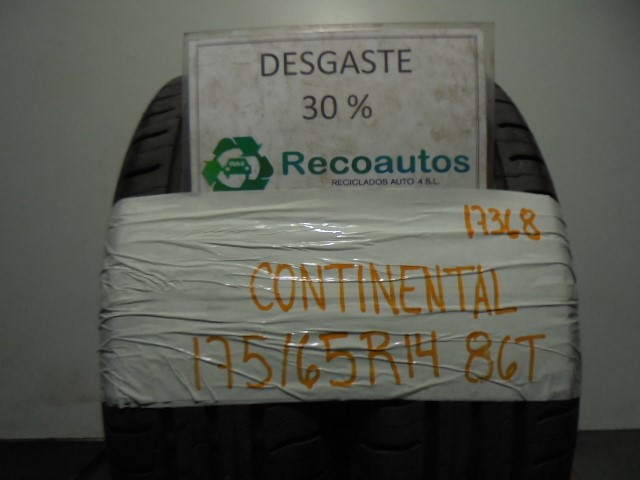 DESGASTE
30 %
Recoautos
RECICLADOS AUTO 4 S.L.
17368
CONTINENTAL
175/65R14 86T